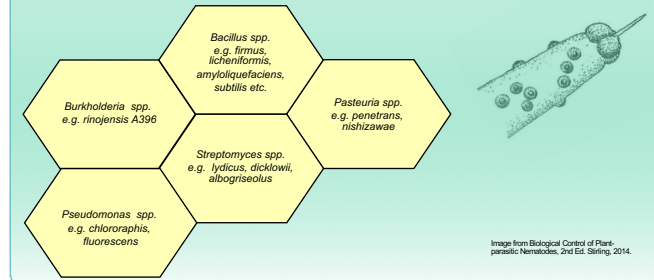 Bacillus spp.
e.g. firmus,
licheniformis,
amyloliquefaciens,
subtilis etc.
Burkholderia spp.
e.g. rinojensis A396
Pasteuria spp.
e.g. penetrans,
nishizawae
Streptomyces spp.
e.g. lydicus, dicklowii,
albogriseolus
Pseudomonas spp.
e.g. chlororaphis,
fluorescens
Image from Biological Control of Plant-
parasitic Nematodes, 2nd Ed. Stirling, 2014.